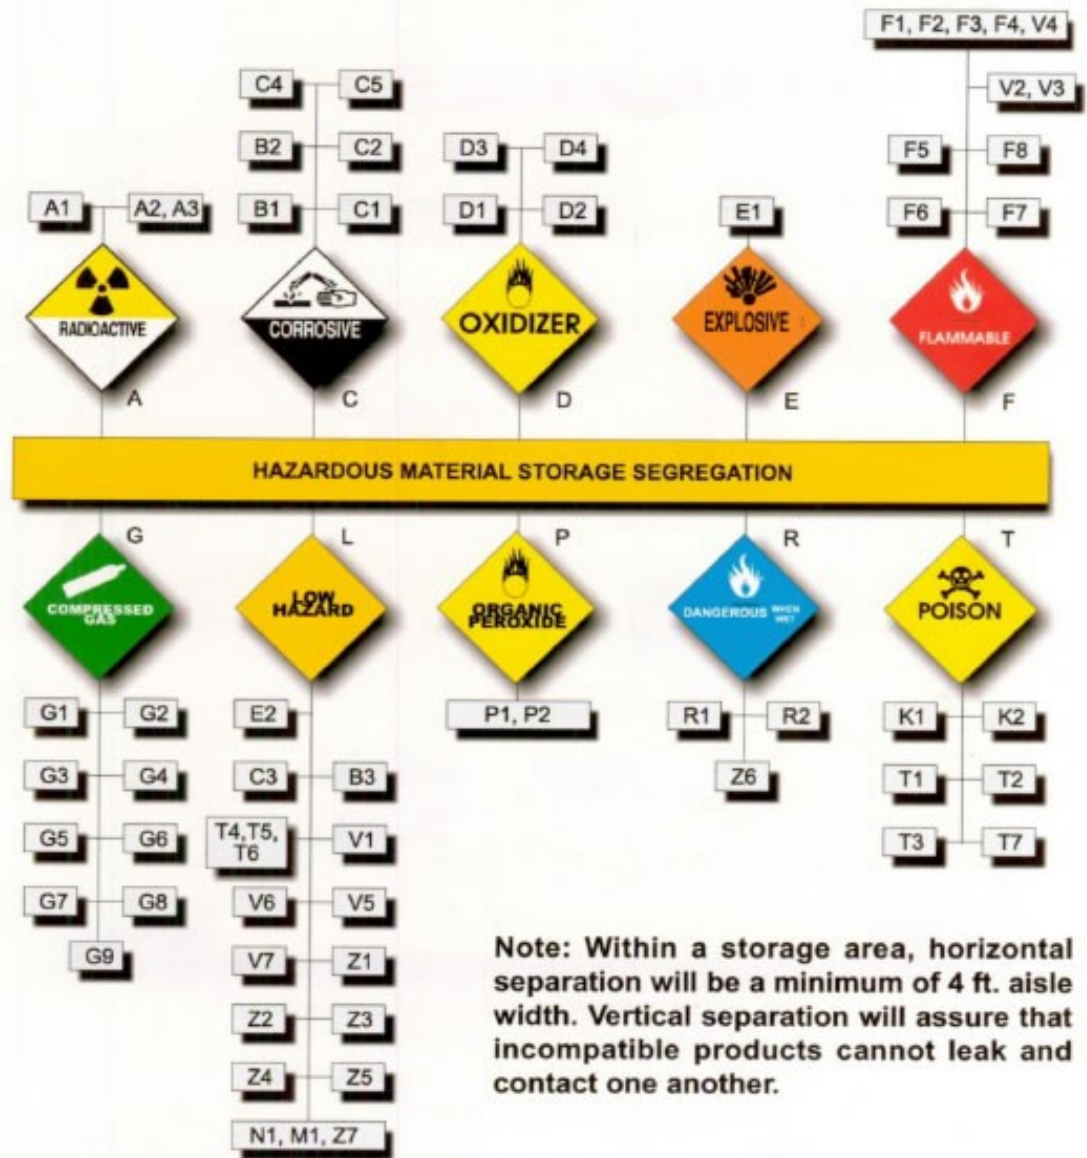 F1, F2, F3, F4, V4
C4 C5 V2, V3
B2 C2 D3 D4 F5 F8
A1 A2, A3 B1 C1 D1 D2 E1 F6 F7
RADIOACTIVE CORROSIVE OXIDIZER EXPLOSIVE FLAMMABLE
A C D E F
HAZARDOUS MATERIAL STORAGE SEGREGATION
G L P R T
COMPRESSED
GAS
LOW
HAZARD
ORGANIC
PEROXIDE
DANGEROUS WHEN
WET
POISON
G1 G2 E2 P1, P2 R1 R2 K1 K2
G3 G4 C3 B3 Z6 T1 T2
G5 G6 T4,T5,
T6 V1 T3 T7
G7 G8 V6 V5
G9 V7 Z1
Z2 Z3
Z4 Z5
N1, M1, Z7
Note: Within a storage area, horizontal
separation will be a minimum of 4 ft. aisle
width. Vertical separation will assure that
incompatible products cannot leak and
contact one another.